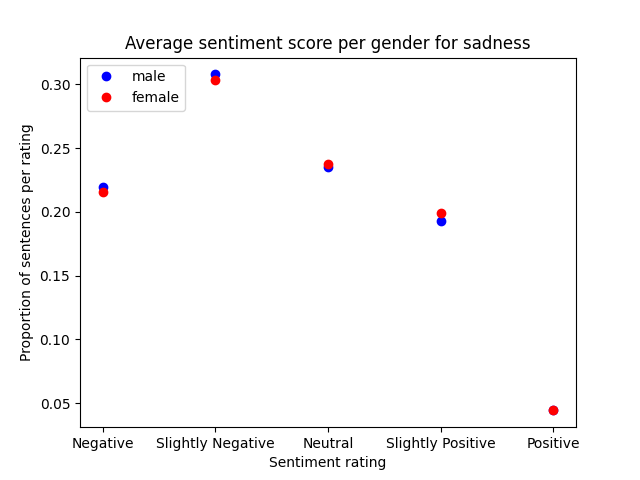 Average sentiment score per gender for sadness
male
female
Proportion of sentences per rating
0.30
0.25
0.20
0.15
0.10
0.05
Negative Slightly Negative Neutral Slightly Positive Positive
Sentiment rating